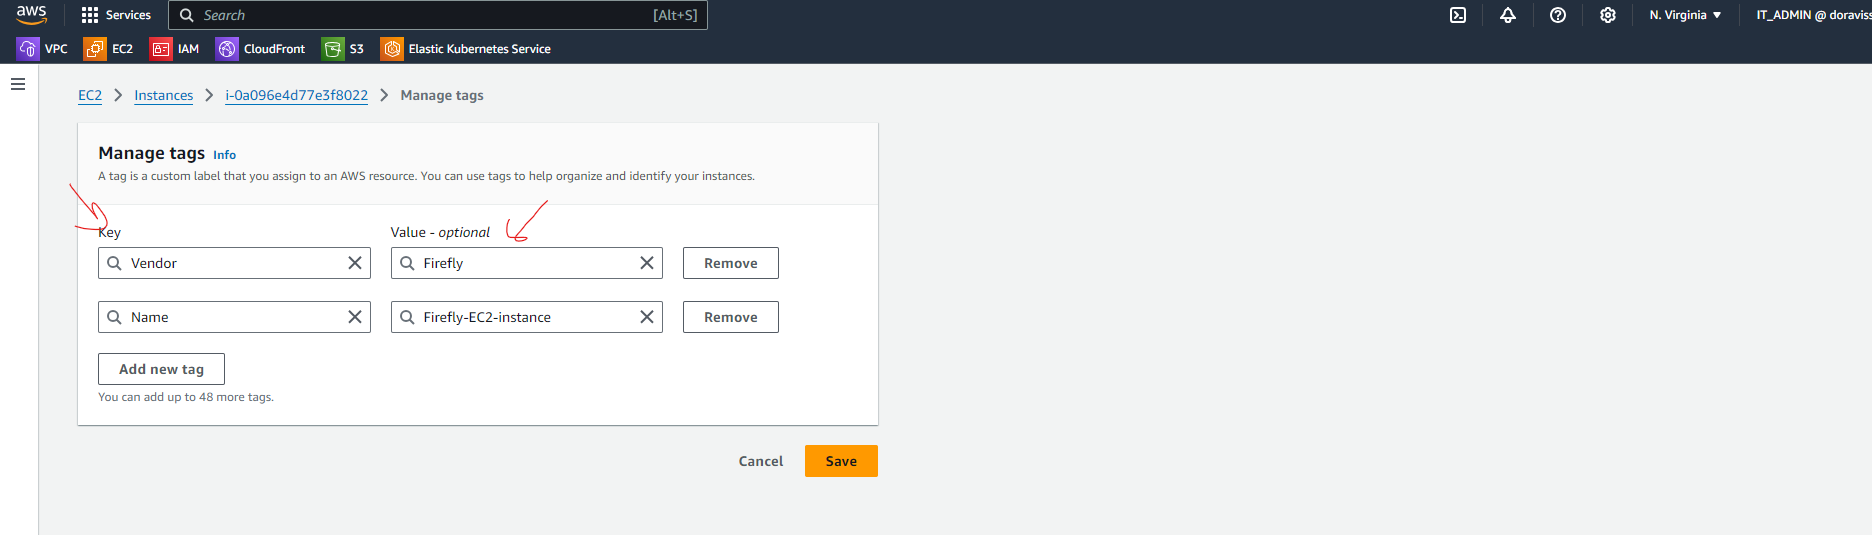 aws Services Search [Alt+S] N. Virginia ▼ IT_ADMIN @ doraviss
VPC EC2 IAM CloudFront S3 Elastic Kubernetes Service
EC2 > Instances > i-0a096e4d77e3f8022 > Manage tags
Manage tags Info
A tag is a custom label that you assign to an AWS resource. You can use tags to help organize and identify your instances.
Key Value - optional
Vendor Firefly Remove
Name Firefly-EC2-instance Remove
Add new tag
You can add up to 48 more tags.
Cancel Save